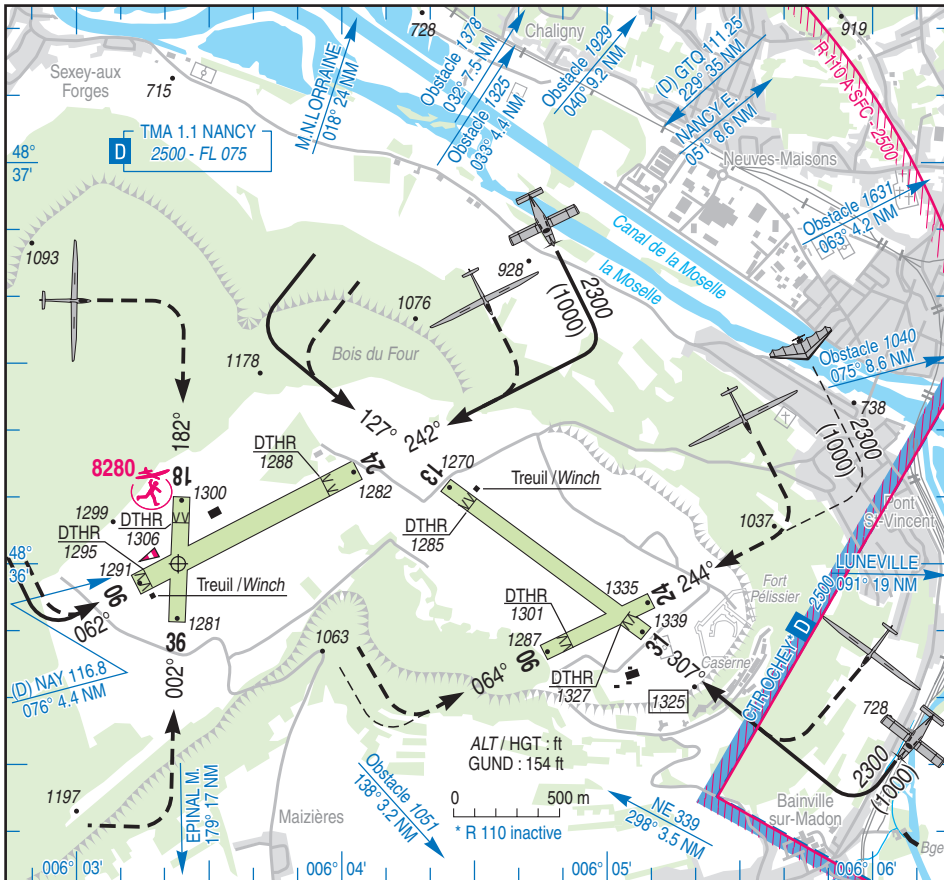 728
Chaligny
919
Sexey-aux
Forges
715
M.N.L ORRAINE
018° 24 NM
Obstacle 1378
032° 7.5 NM
Obstacle 1325
033° 4.4 NM
Obstacle 1929
040° 9.2 NM
(D) GTQ 111.25
229° 35 NM
NANCY E.
051° 8.6 NM
R 110 A SFC - 2500
48°
37'
D
TMA 1.1 NANCY
2500 - FL 075
Neuves-Maisons
Obstacle 1631
063° 4.2 NM
Canal de la Moselle
la Moselle
1093
928
2300
(1000)
1076
Bois du Four
1178
Obstacle 1040
075° 8.6 NM
738
2300
(1000)
182°
127°
242°
8280
18
1300
DTHR
1288
24
1282
13
1270
Treuil / Winch
DTHR
1285
1299
DTHR
1306
DTHR
1295
1291
1037
Pont
St-Vincent
48°
36'
06
062°
Treuil / Winch
1281
36
002°
LUNEVILLE
091° 19 NM
244°
24
1335
1339
Fort
Pélissier
DTHR
1301
1287
06
064°
31
307°
DTHR
1327
Caserne
1325
CTR OCHEY* D 2500
1063
(D) NAY 116.8
076° 4.4 NM
728
2300
(1000)
ALT / HGT : ft
GUND : 154 ft
0 500 m
* R 110 inactive
1197
EPINAL M.
179° 17 NM
Maizières
Obstacle 1051
138° 3.2 NM
NE 339
298° 3.5 NM
Bainville
sur-Madon
Bge
006° 03'
006° 04'
006° 05'
006° 06'